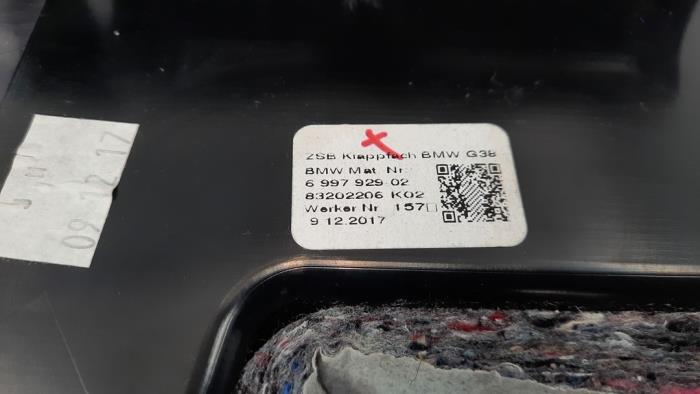 ZSB Klappfach BMW G38
BMW Mat. Nr.:
6 997 929 02
83202206 K02
Werker Nr. 157
9.12.2017
09 12 17